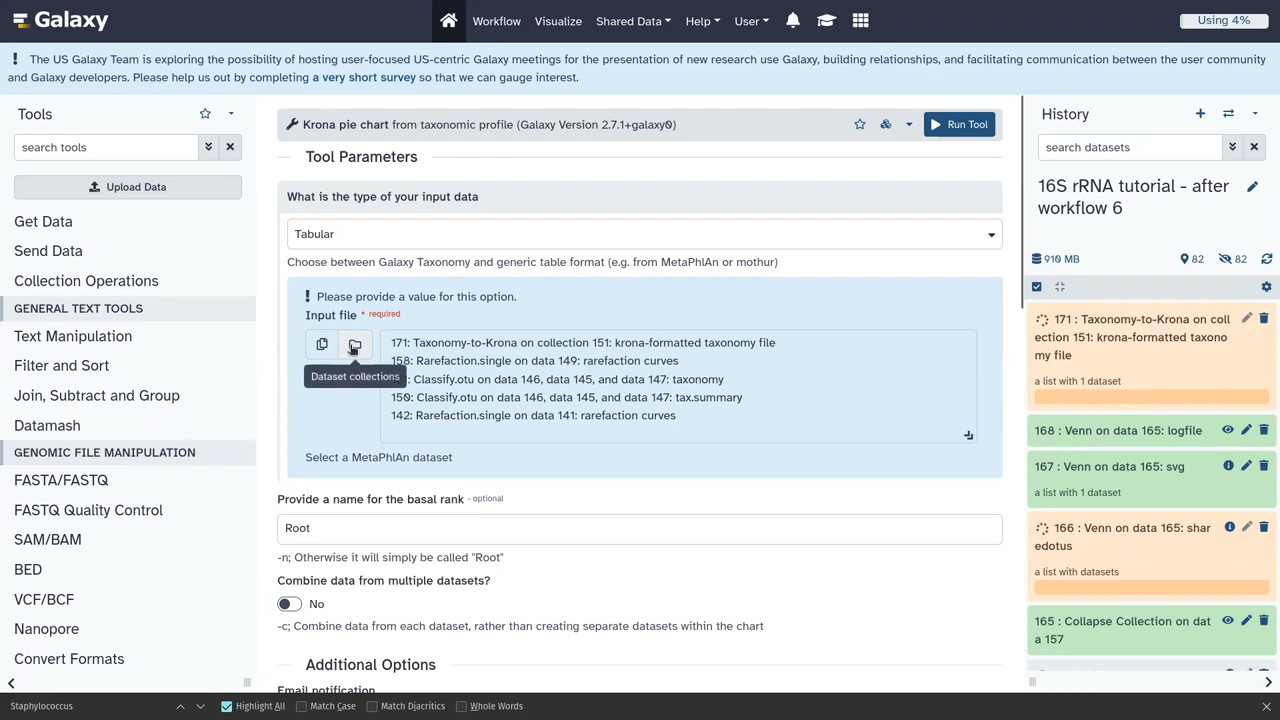 Galaxy
Workflow
Visualize
Shared Data
Help
User
Using 4%
! The US Galaxy Team is exploring the possibility of hosting user-focused US-centric Galaxy meetings for the presentation of new research use Galaxy, building relationships, and facilitating communication between the user community
and Galaxy developers. Please help us out by completing a very short survey so that we can gauge interest.
Tools
search tools
Upload Data
Get Data
Send Data
Collection Operations
GENERAL TEXT TOOLS
Text Manipulation
Filter and Sort
Join, Subtract and Group
Datamash
GENOMIC FILE MANIPULATION
FASTA/FASTQ
FASTQ Quality Control
SAM/BAM
BED
VCF/BCF
Nanopore
Convert Formats
Krona pie chart from taxonomic profile (Galaxy Version 2.7.1+galaxy0)
Run Tool
Tool Parameters
What is the type of your input data
Tabular
Choose between Galaxy Taxonomy and generic table format (e.g. from MetaPhlAn or mothur)
! Please provide a value for this option.
Input file * required
171: Taxonomy-to-Krona on collection 151: krona-formatted taxonomy file
158: Rarefaction.single on data 149: rarefaction curves
Dataset collections
: Classify.otu on data 146, data 145, and data 147: taxonomy
150: Classify.otu on data 146, data 145, and data 147: tax.summary
142: Rarefaction.single on data 141: rarefaction curves
Select a MetaPhlAn dataset
Provide a name for the basal rank - optional
Root
-n; Otherwise it will simply be called "Root"
Combine data from multiple datasets?
No
-c; Combine data from each dataset, rather than creating separate datasets within the chart
Additional Options
Email notification
History
search datasets
16S rRNA tutorial - after
workflow 6
910 MB
82
82
171 : Taxonomy-to-Krona on coll
ection 151: krona-formatted taxono
my file
a list with 1 dataset
168 : Venn on data 165: logfile
167 : Venn on data 165: svg
a list with 1 dataset
166 : Venn on data 165: shar
edotus
a list with datasets
165 : Collapse Collection on dat
a 157
Staphylococcus
Highlight All
Match Case
Match Diacritics
Whole Words